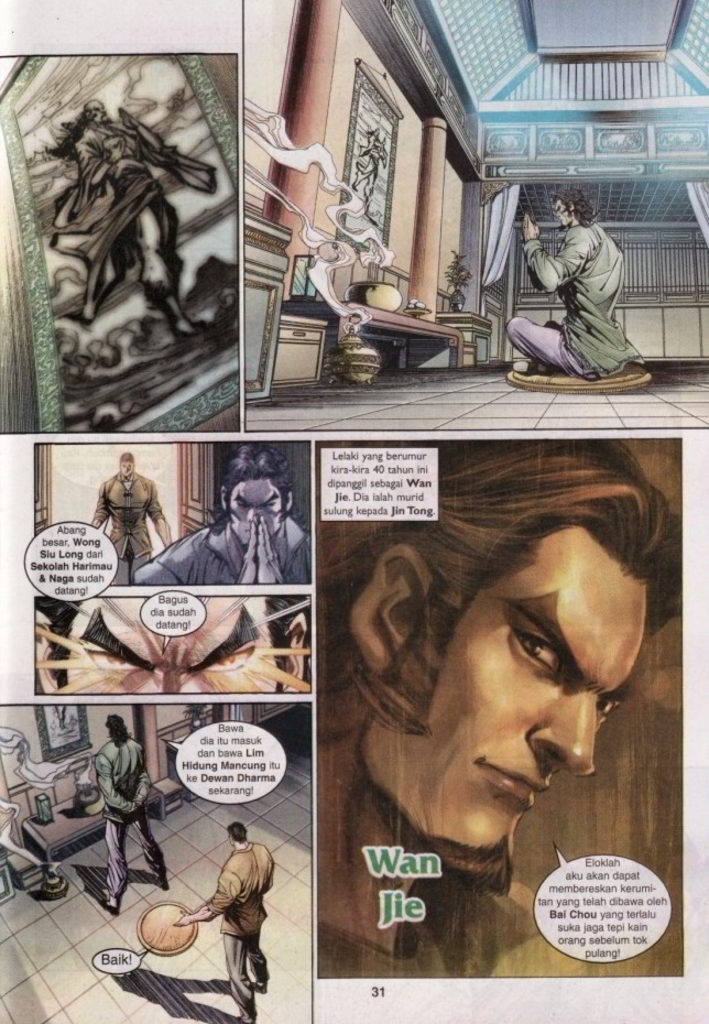 Abang
besar, Wong
Siu Long dari
Sekolah Harimau
& Naga sudah
datang!
Bagus
dia sudah
datang!
Bawa
dia itu masuk
dan bawa Lim
Hidung Mancung itu
ke Dewan Dharma
sekarang!
Baik!
Lelaki yang berumur
kira-kira 40 tahun ini
dipanggil sebagai Wan
Jie. Dia ialah murid
sulung kepada Jin Tong.
Wan
Jie
Eloklah
aku akan dapat
membereskan kerumi-
tan yang telah dibawa oleh
Bai Chou yang terlalu
suka jaga tepi kain
orang sebelum tok
pulang!
31